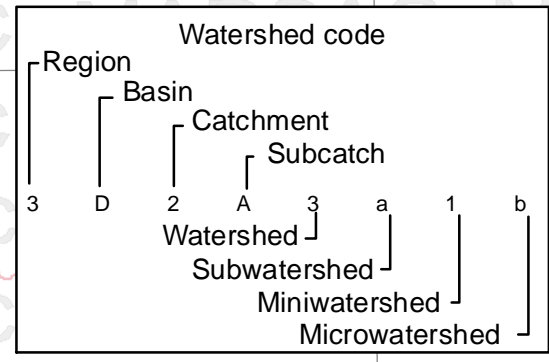 Watershed code
Region
Basin
Catchment
Subcatch
3 D 2 A 3 a 1 b
Watershed
Subwatershed
Miniwatershed
Microwatershed